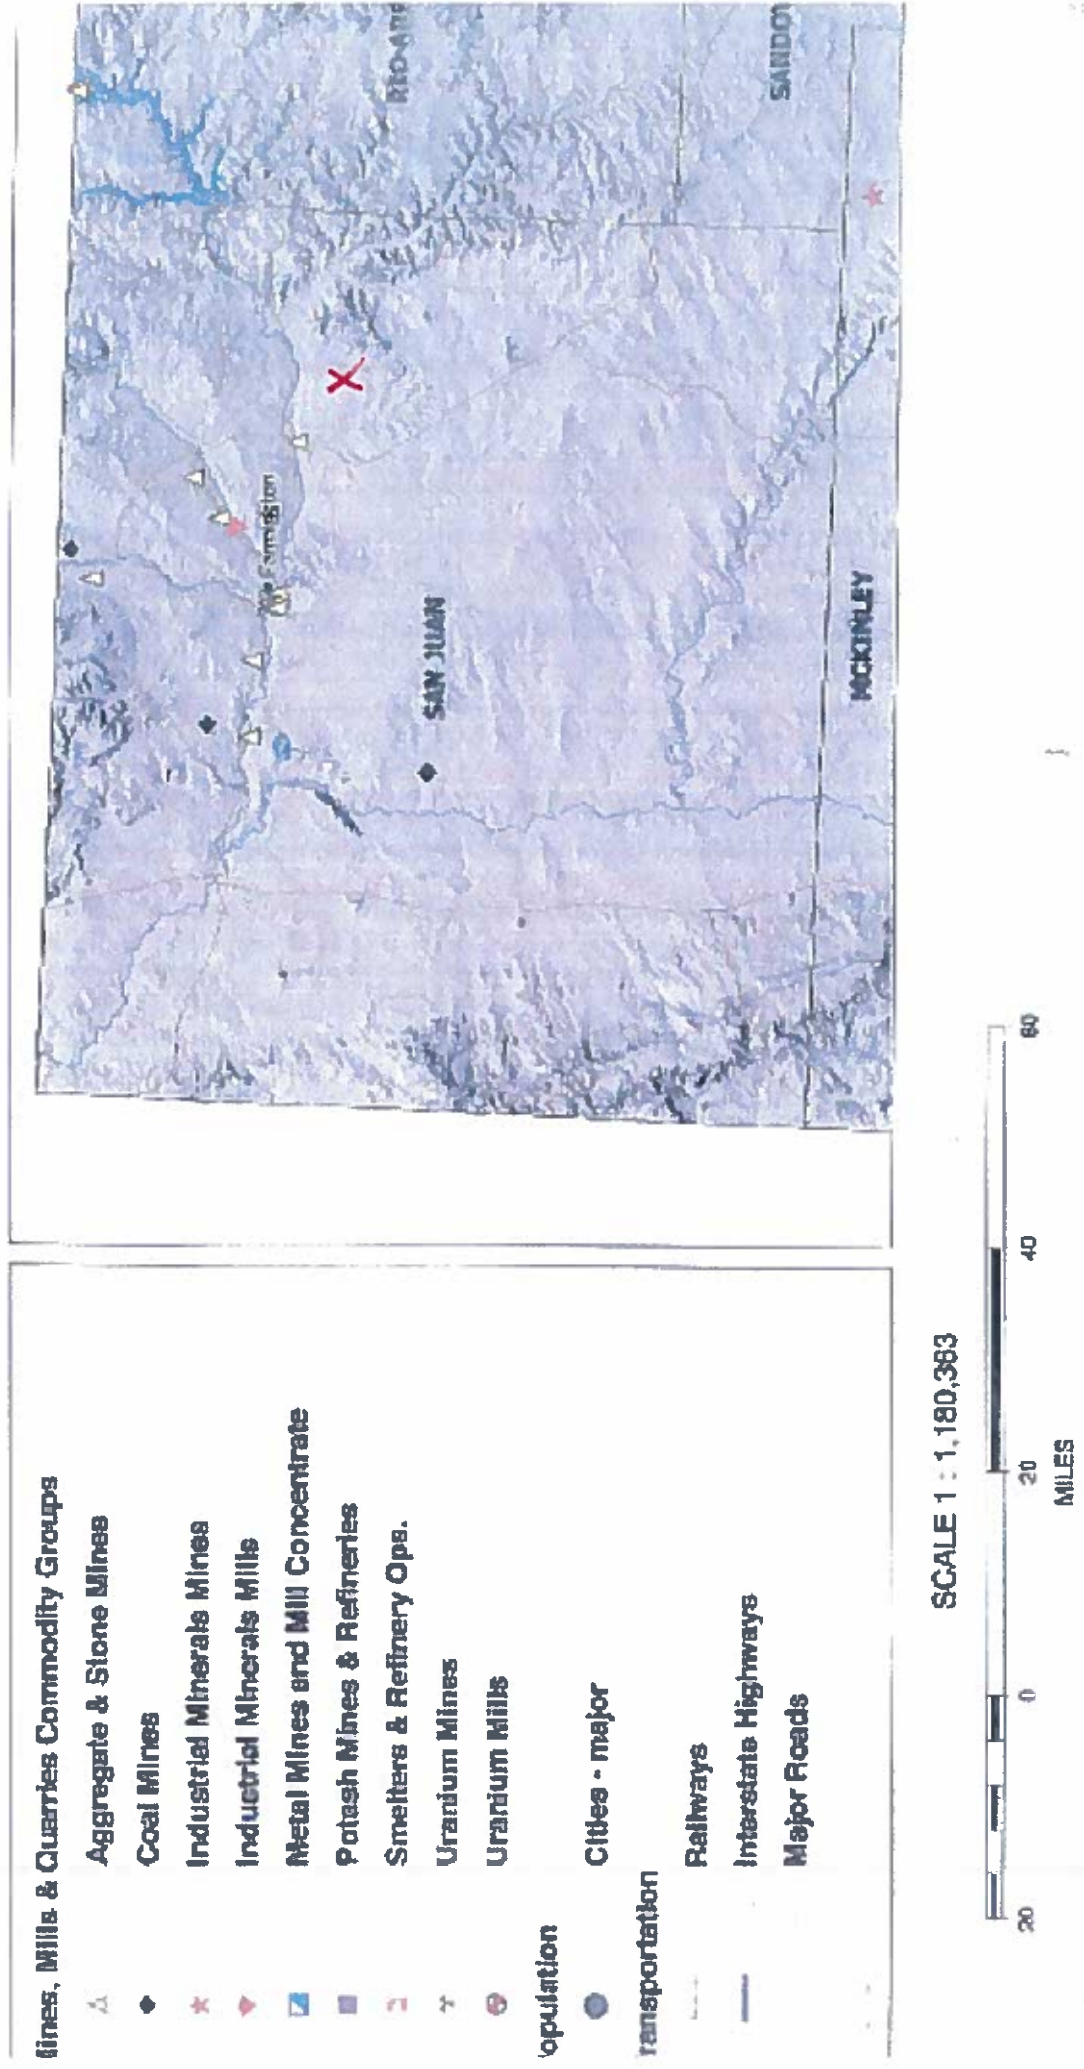 Mines, Mills & Quarries Commodity Groups
Aggregate & Stone Mines
Coal Mines
Industrial Minerals Mines
Industrial Minerals Mills
Metal Mines and Mill Concentrate
Potash Mines & Refineries
Smelters & Refinery Ops.
Uranium Mines
Uranium Mills
opulation
Cities - major
ransportation
Railways
Interstate Highways
Major Roads
Farmington
SAN JUAN
MCKINLEY
SANDO
X
SCALE 1 : 1,180,363
20 0 20 40 60
MILES